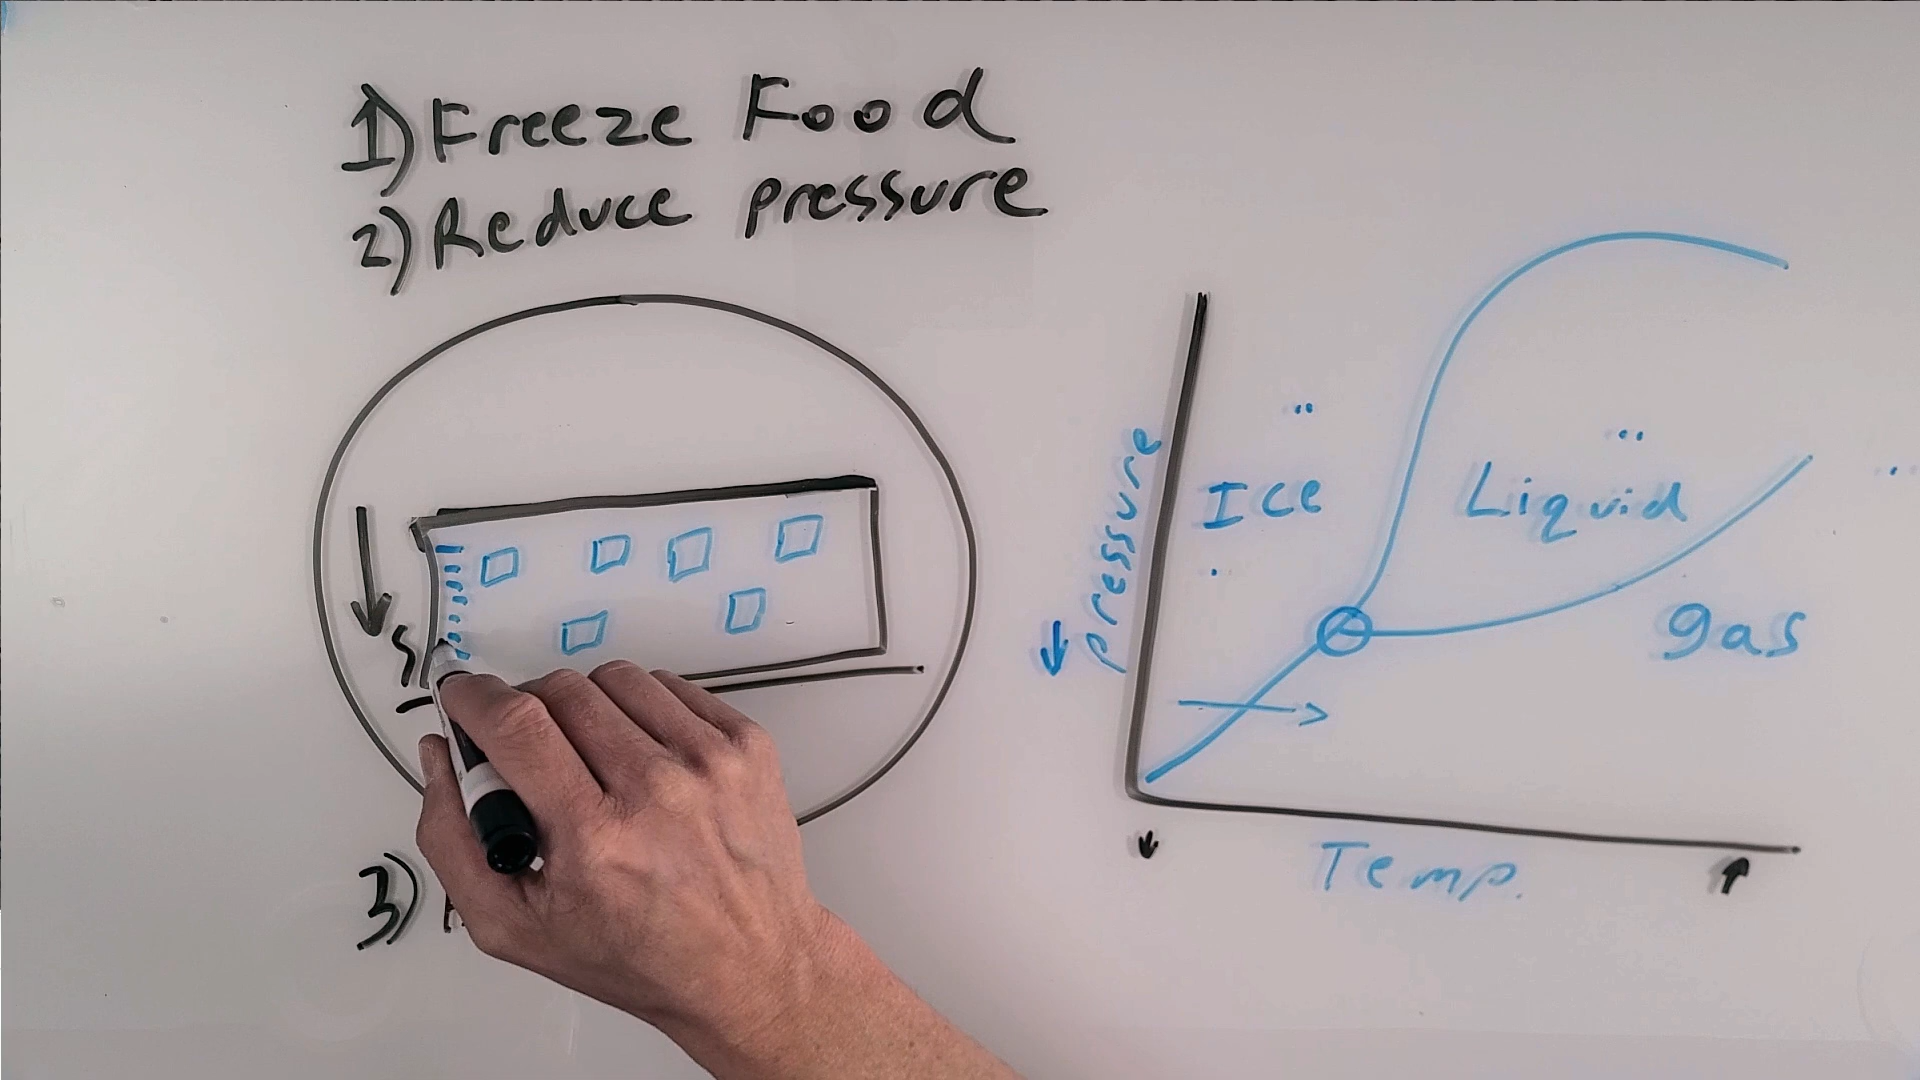 1) Freeze Food
2) Reduce pressure
3)
pressure
Ice
Liquid
gas
Temp.